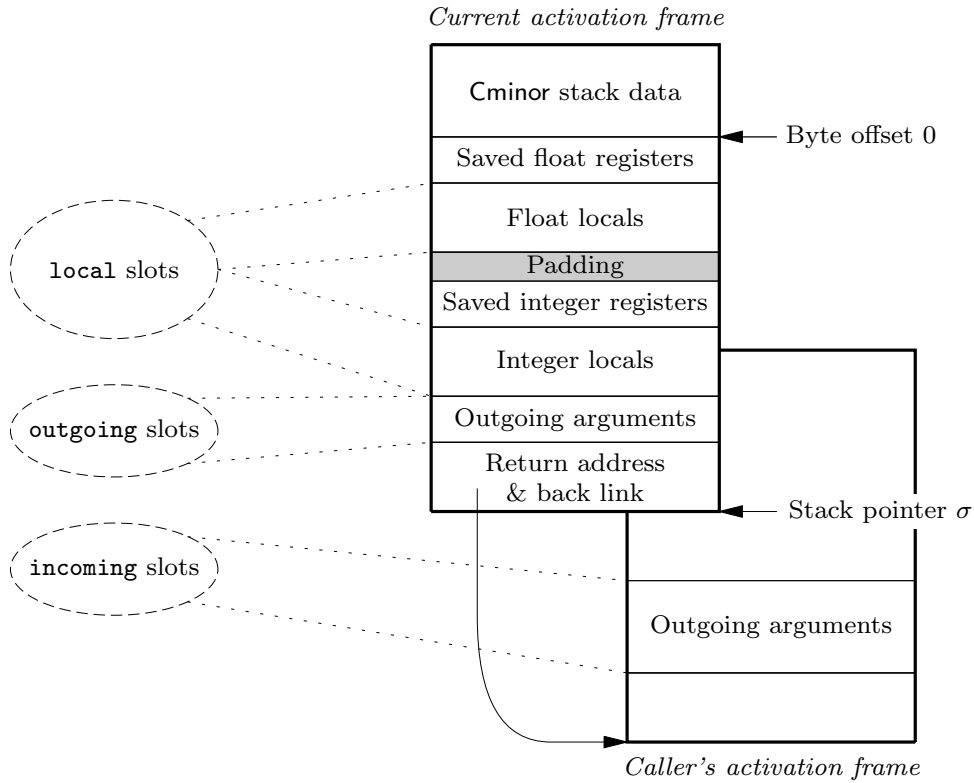 Current activation frame
Cminor stack data
Byte offset 0
Saved float registers
Float locals
local slots
Padding
Saved integer registers
Integer locals
Outgoing arguments
outgoing slots
Return address
& back link
Stack pointer σ
incoming slots
Outgoing arguments
Caller's activation frame